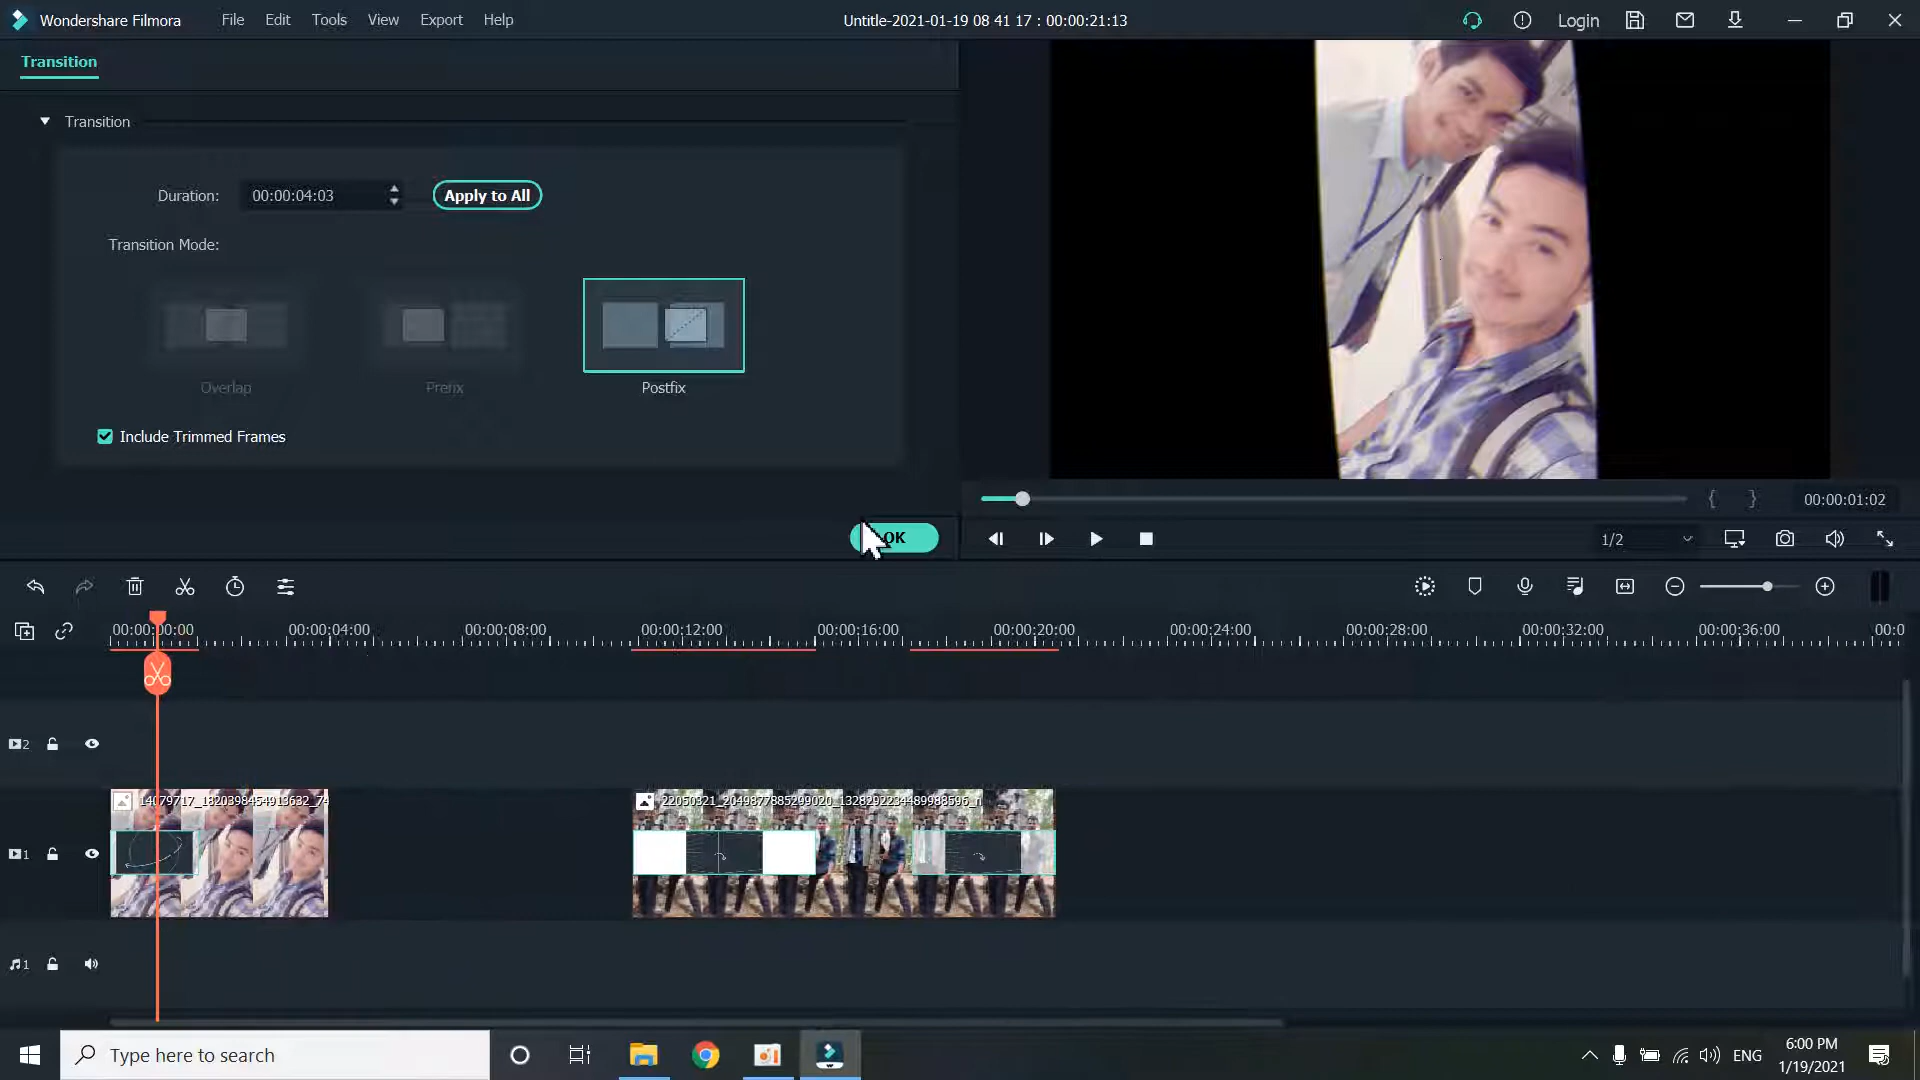 Wondershare Filmora File Edit Tools View Export Help Untitle-2021-01-19 08 41 17 : 00:00:21:13 Login
Transition
Transition
Duration: 00:00:04:03 Apply to All
Transition Mode:
Overlap Prefix Postfix
Include Trimmed Frames
00:00:01:02
OK
1/2
00:00:00:00 00:00:04:00 00:00:08:00 00:00:12:00 00:00:16:00 00:00:20:00 00:00:24:00 00:00:28:00 00:00:32:00 00:00:36:00 00:0
2
14079717_1820398454913632_74
22050321_2049877885299020_1328292234489988596_n
1
1
Type here to search
ENG
6:00 PM
1/19/2021